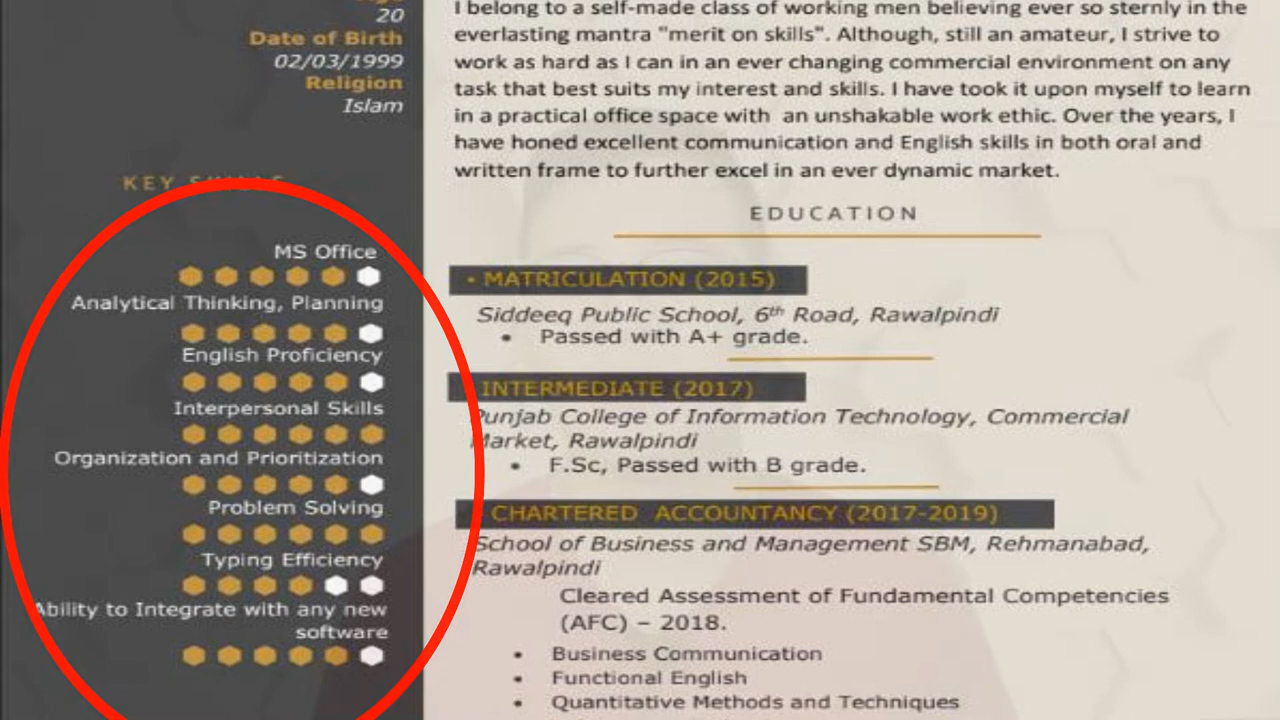 20
Date of Birth
02/03/1999
Religion
Islam
KEY SKILLS
MS Office
Analytical Thinking, Planning
English Proficiency
Interpersonal Skills
Organization and Prioritization
Problem Solving
Typing Efficiency
Ability to Integrate with any new
software
I belong to a self-made class of working men believing ever so sternly in the
everlasting mantra "merit on skills". Although, still an amateur, I strive to
work as hard as I can in an ever changing commercial environment on any
task that best suits my interest and skills. I have took it upon myself to learn
in a practical office space with an unshakable work ethic. Over the years, I
have honed excellent communication and English skills in both oral and
written frame to further excel in an ever dynamic market.
EDUCATION
• MATRICULATION (2015)
Siddeeq Public School, 6th Road, Rawalpindi
• Passed with A+ grade.
INTERMEDIATE (2017)
Punjab College of Information Technology, Commercial
Market, Rawalpindi
• F.Sc, Passed with B grade.
CHARTERED ACCOUNTANCY (2017-2019)
School of Business and Management SBM, Rehmanabad,
Rawalpindi
Cleared Assessment of Fundamental Competencies
(AFC) – 2018.
• Business Communication
• Functional English
• Quantitative Methods and Techniques